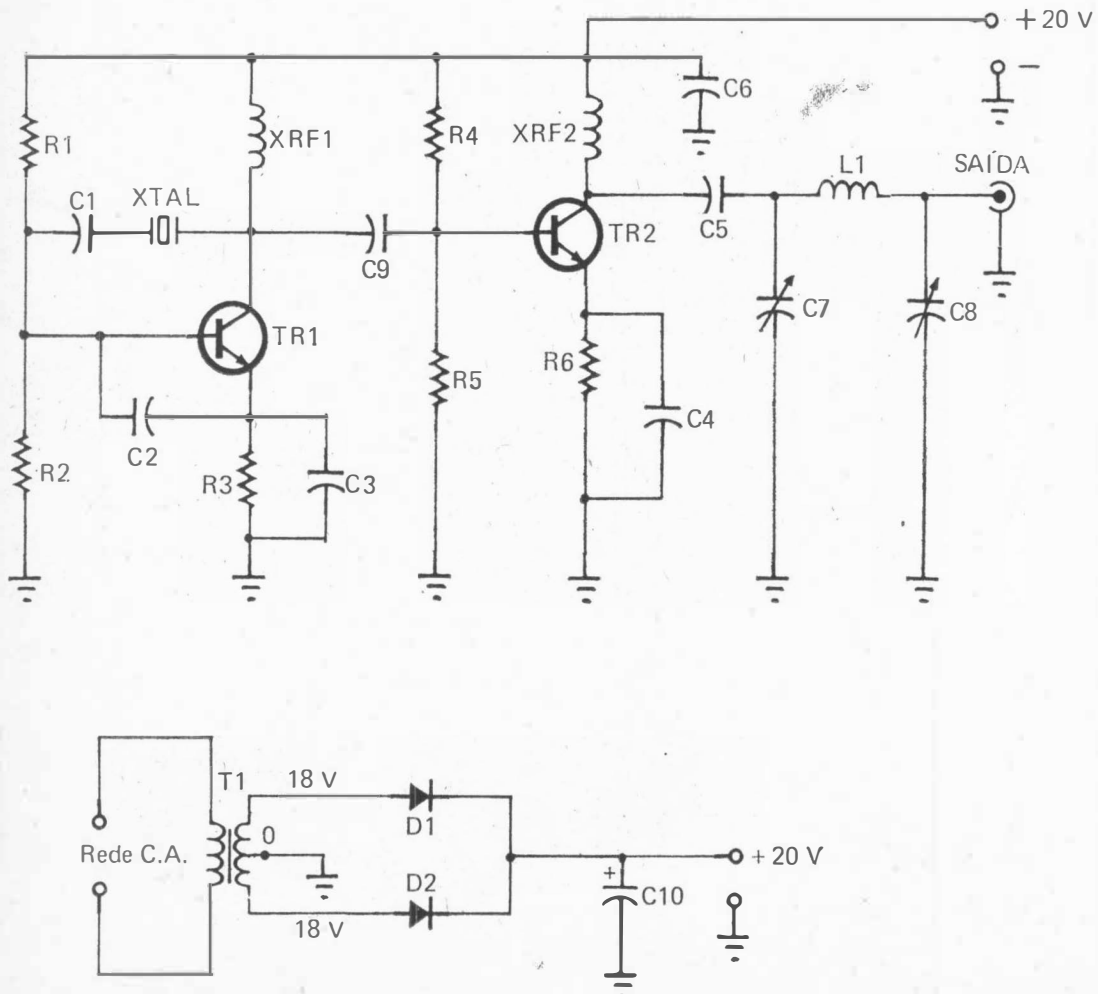 + 20 V
−
C6
R1
XRF1
R4
XRF2
SAÍDA
C1
XTAL
L1
C9
TR2
C5
TR1
C7
C8
R6
R5
C2
C4
R2
R3
C3
T1
18 V
D1
0
Rede C.A.
+ 20 V
D2
+
C10
18 V